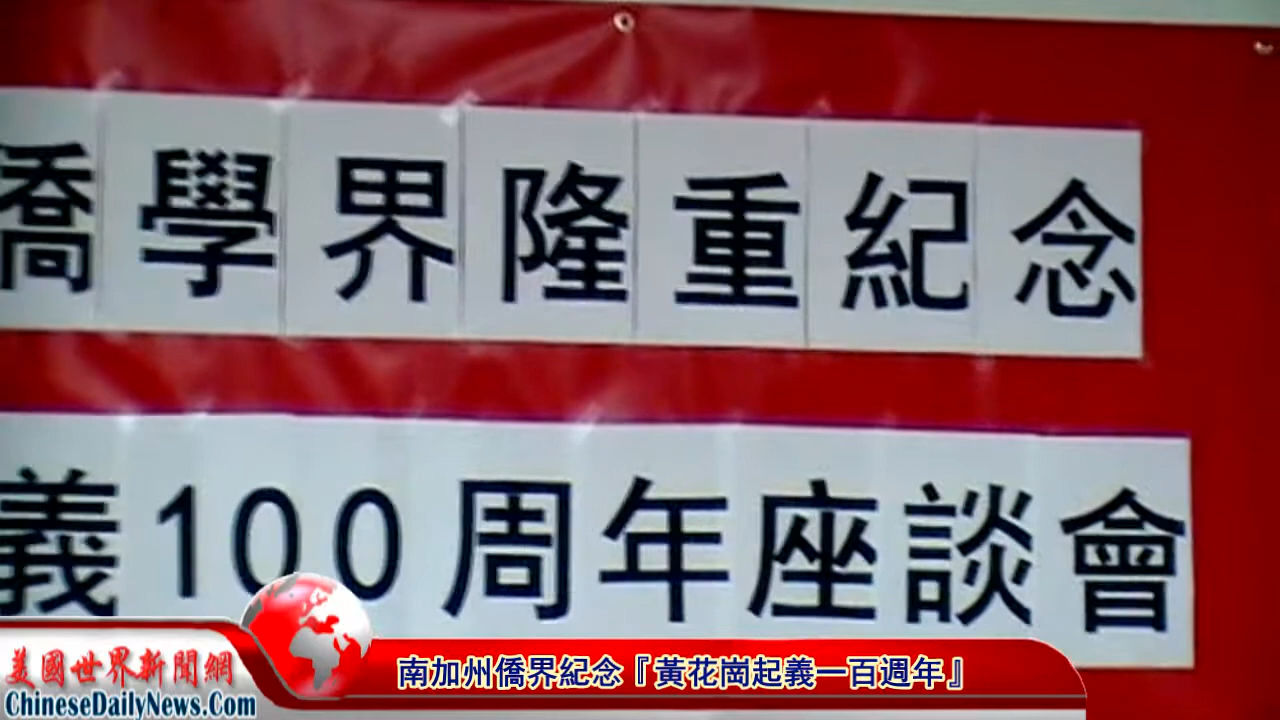 僑學界隆重紀念
義100周年座談會
美國世界新聞網
ChineseDailyNews.Com
南加州僑界紀念『黃花崗起義一百週年』